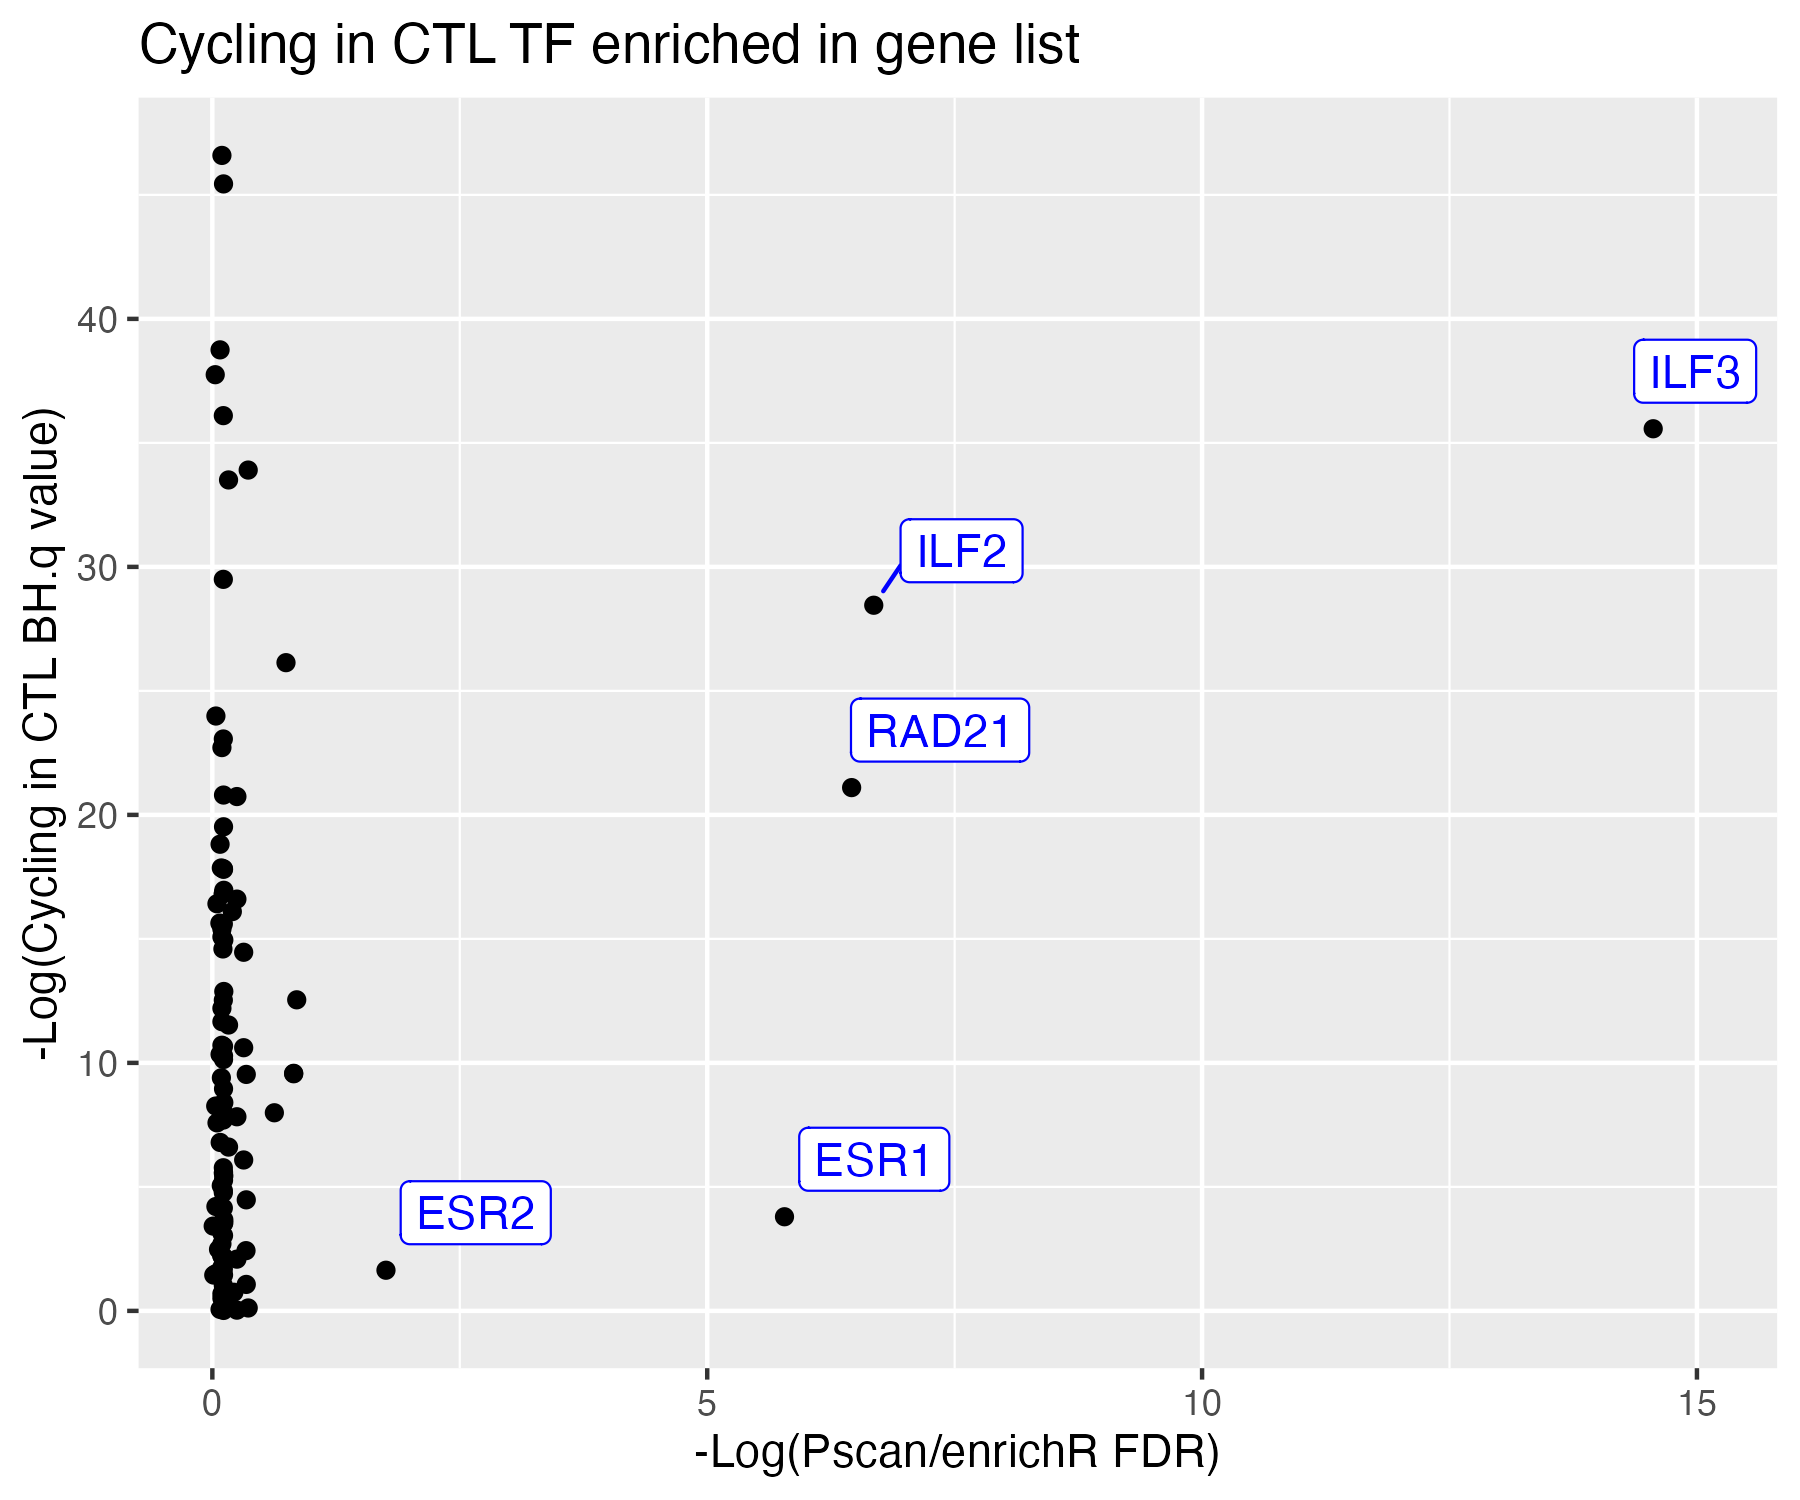 Cycling in CTL TF enriched in gene list
-Log(Cycling in CTL BH.q value)
40
30
20
10
0
ILF3
ILF2
RAD21
ESR1
ESR2
0 5 10 15
-Log(Pscan/enrichR FDR)